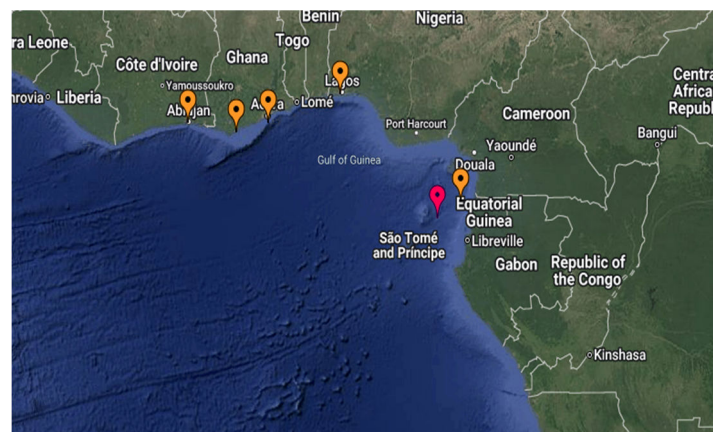 Benin
Nigeria
ra Leone
Togo
Ghana
Côte d'Ivoire
Lagos
Centra
Africa
Republ
Yamoussoukro
nrovia
Liberia
Abidjan
Accra
Lomé
Cameroon
Port Harcourt
Bangui
Yaoundé
Gulf of Guinea
Douala
Equatorial
Guinea
São Tomé
and Príncipe
Libreville
Gabon
Republic of
the Congo
Kinshasa